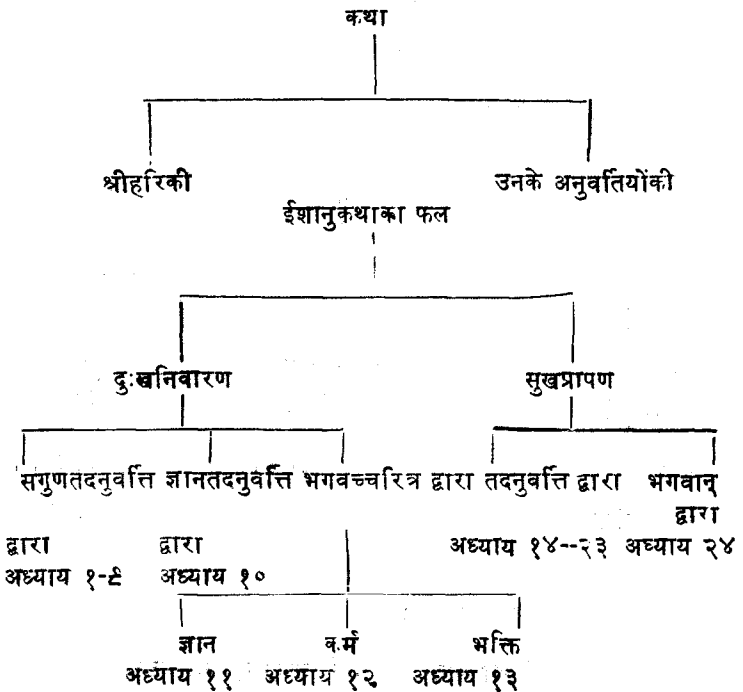 कथा
श्रीहरिकी उनके अनुवर्तियोंकी
ईशानुकथाका फल
दुःखनिवारण सुखप्रापण
सगुणतदनुवर्त्ति ज्ञानतदनुवर्त्ति भगवच्चरित्र द्वारा तदनुवर्त्ति द्वारा भगवान्
द्वारा
द्वारा द्वारा अध्याय १४--२३ अध्याय २४
अध्याय १-९ अध्याय १०
ज्ञान कर्म भक्ति
अध्याय ११ अध्याय १२ अध्याय १३